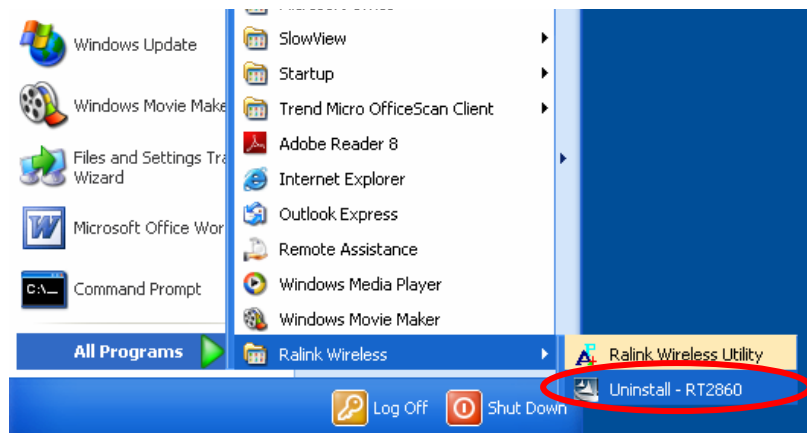 Windows Update
Windows Movie Make
Files and Settings Tra
Wizard
Microsoft Office Wor
C:\_
Command Prompt
All Programs
SlowView
Startup
Trend Micro OfficeScan Client
Adobe Reader 8
Internet Explorer
Outlook Express
Remote Assistance
Windows Media Player
Windows Movie Maker
Ralink Wireless
Ralink Wireless Utility
Uninstall - RT2860
Log Off
Shut Down